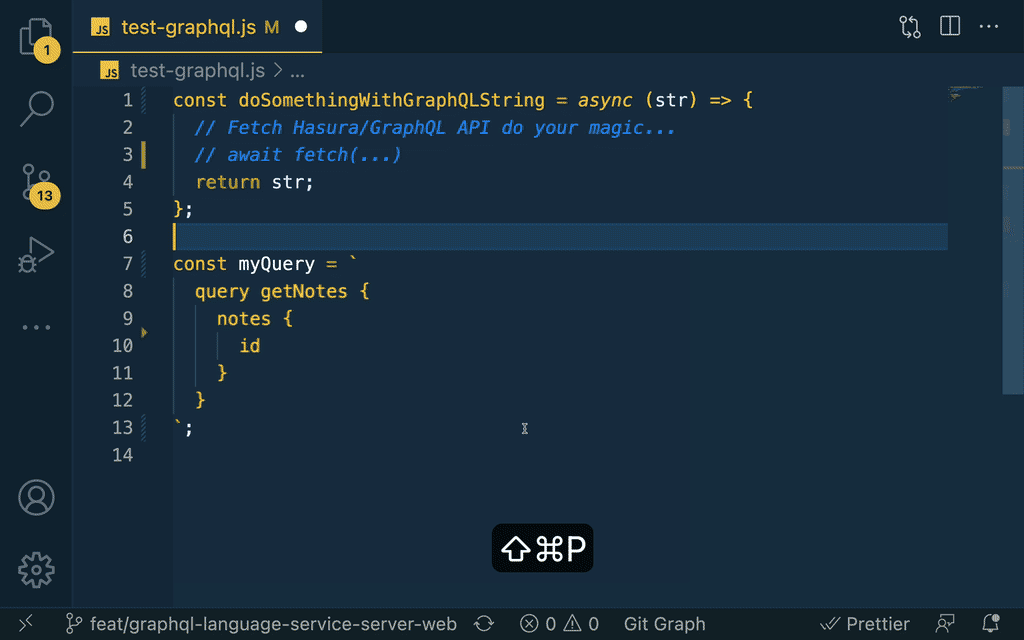 1
JS test-graphql.js M
JS test-graphql.js > ...
1 const doSomethingWithGraphQLString = async (str) => {
2 // Fetch Hasura/GraphQL API do your magic...
3 // await fetch(...)
4 return str;
5 };
6
7 const myQuery = `
8 query getNotes {
9 notes {
10 id
11 }
12 }
13 `;
14
13
⇧⌘P
feat/graphql-language-service-server-web 0 0 Git Graph Prettier